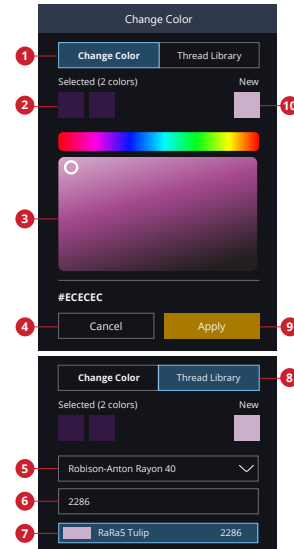 Change Color
1 Change Color Thread Library
Selected (2 colors) New
2 10
3
#ECECEC
4 Cancel Apply 9
Change Color Thread Library 8
Selected (2 colors) New
5 Robison-Anton Rayon 40
6 2286
7 RaRa5 Tulip 2286